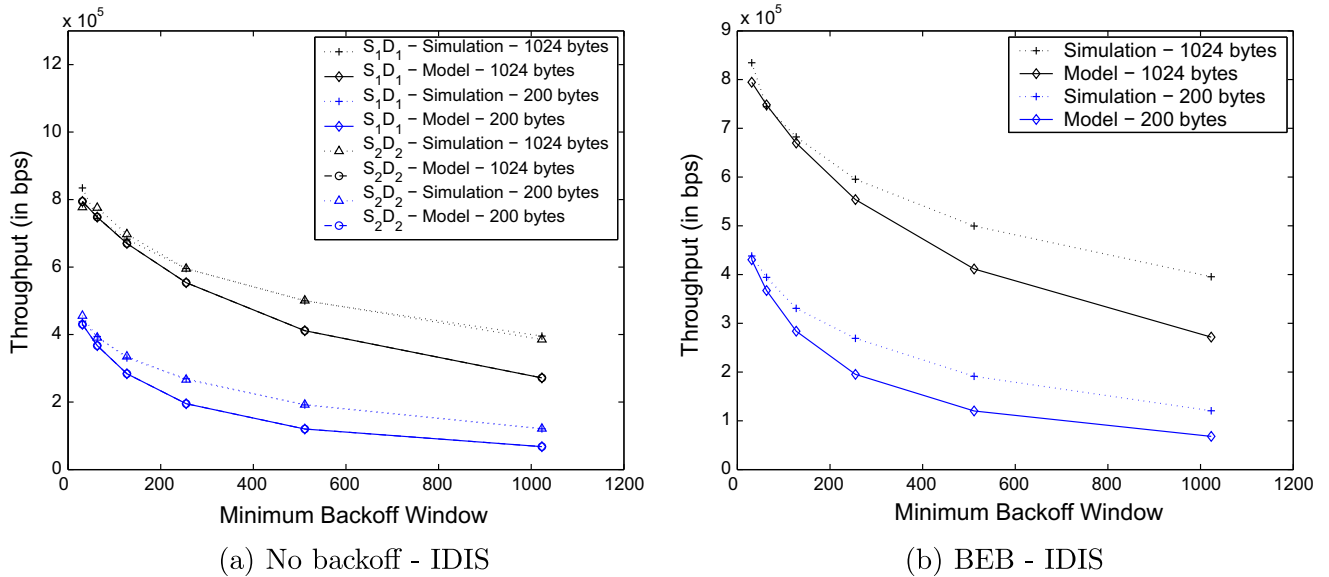 x 10⁵
12
10
8
6
4
2
0
0 200 400 600 800 1000 1200
Throughput (in bps)
Minimum Backoff Window
S₁D₁ − Simulation − 1024 bytes
S₁D₁ − Model − 1024 bytes
S₁D₁ − Simulation − 200 bytes
S₁D₁ − Model − 200 bytes
S₂D₂ − Simulation − 1024 bytes
S₂D₂ − Model − 1024 bytes
S₂D₂ − Simulation − 200 bytes
S₂D₂ − Model − 200 bytes
(a) No backoff - IDIS
x 10⁵
9
8
7
6
5
4
3
2
1
0
0 200 400 600 800 1000 1200
Throughput (in bps)
Minimum Backoff Window
Simulation − 1024 bytes
Model − 1024 bytes
Simulation − 200 bytes
Model − 200 bytes
(b) BEB - IDIS